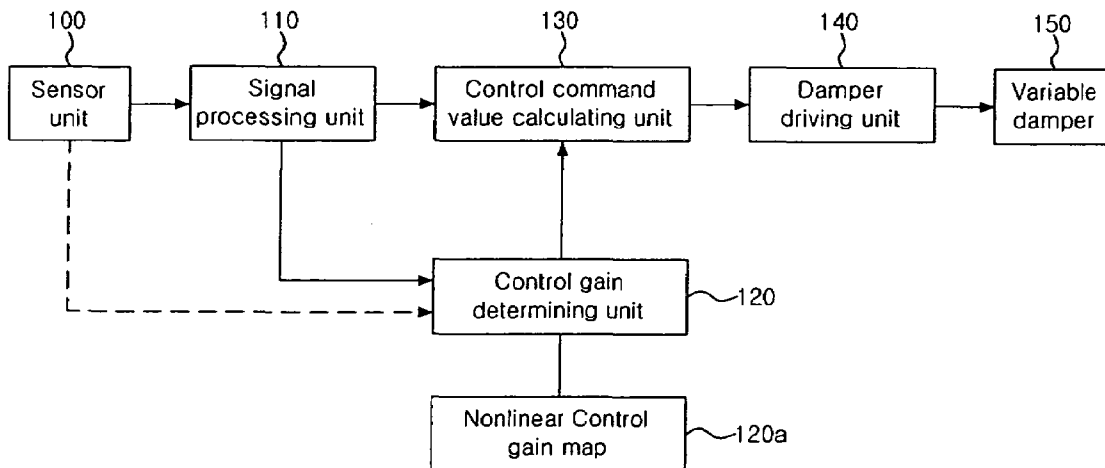 100
110
130
140
150
Sensor
unit
Signal
processing unit
Control command
value calculating unit
Damper
driving unit
Variable
damper
Control gain
determining unit
120
Nonlinear Control
gain map
120a